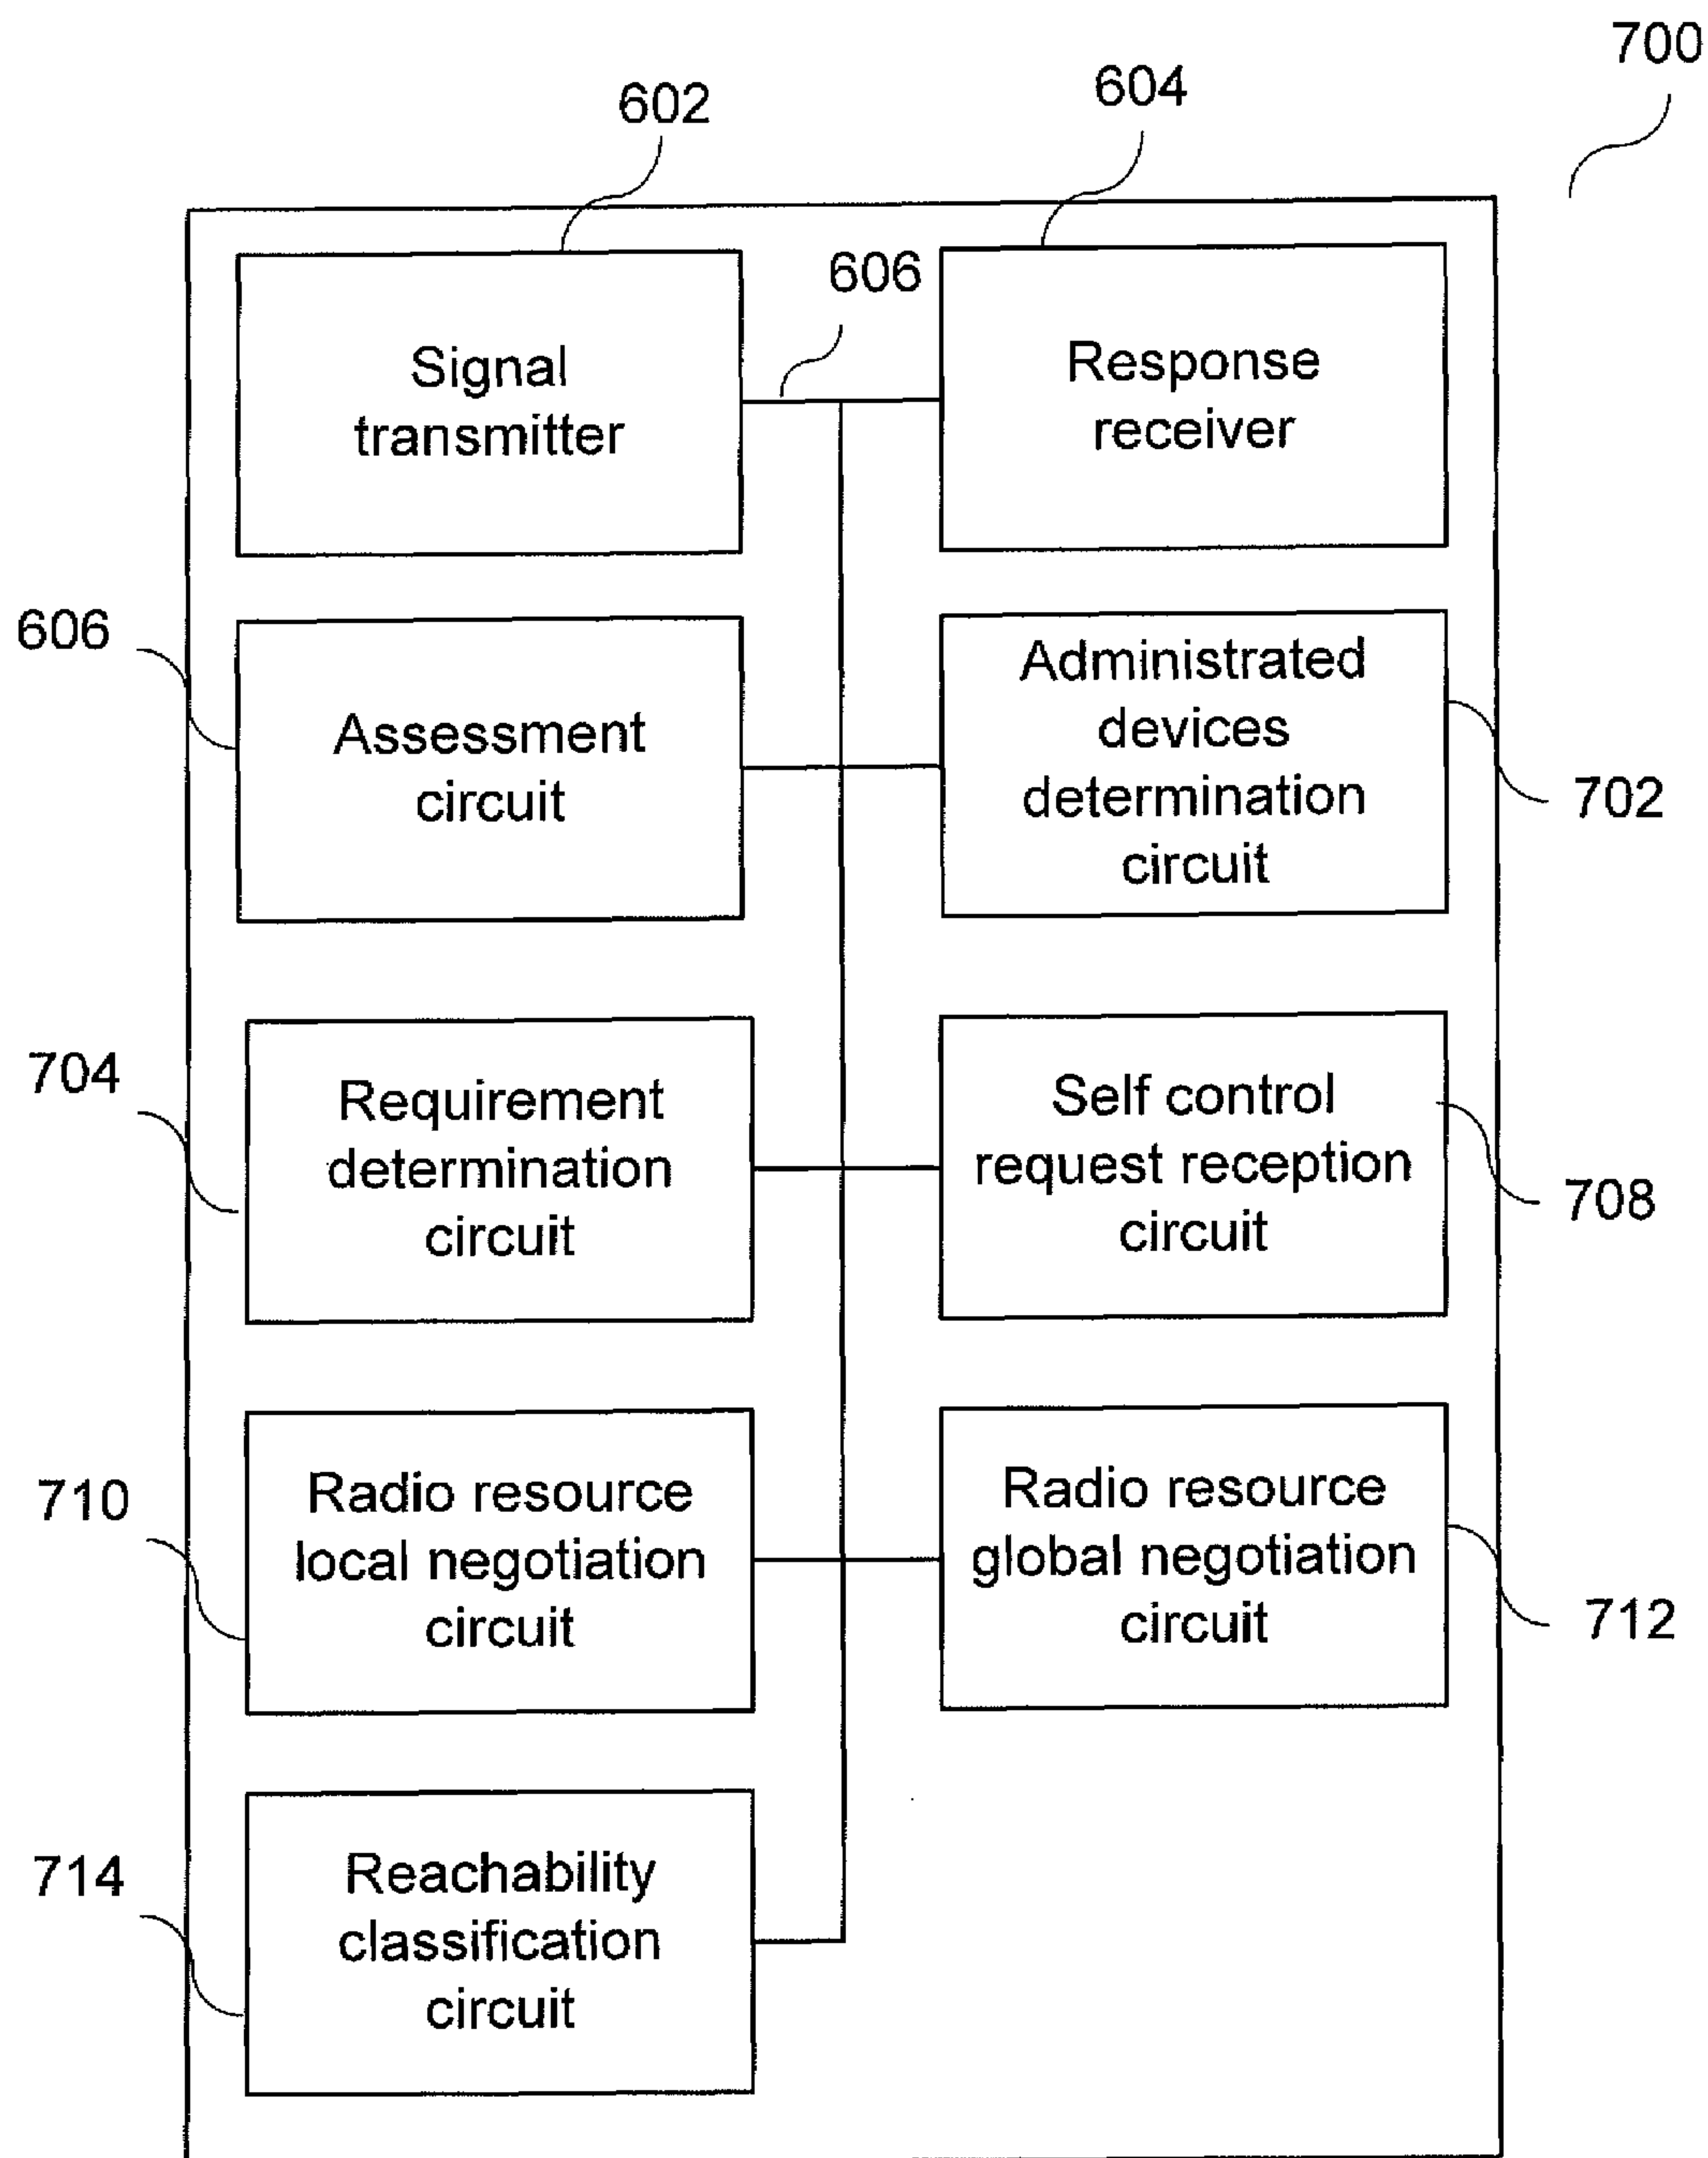 700
602
604
606
Signal
transmitter
Response
receiver
606
Assessment
circuit
Administrated
devices
determination
circuit
702
704
Requirement
determination
circuit
Self control
request reception
circuit
708
710
Radio resource
local negotiation
circuit
Radio resource
global negotiation
circuit
712
714
Reachability
classification
circuit